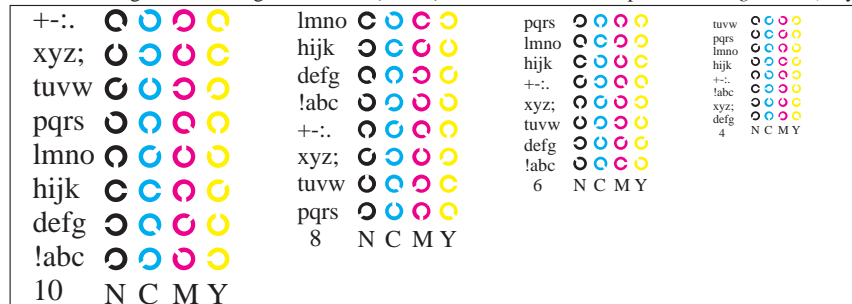 +-:.
xyz;
tuvw
pqrs
lmno
hijk
defg
!abc
10 N C M Y
lmno
hijk
defg
!abc
+-:.
xyz;
tuvw
pqrs
8 N C M Y
pqrs
lmno
hijk
+-:.
xyz;
tuvw
defg
!abc
6 N C M Y
tuvw
pqrs
lmno
hijk
+-:.
!abc
xyz;
defg
4 N C M Y